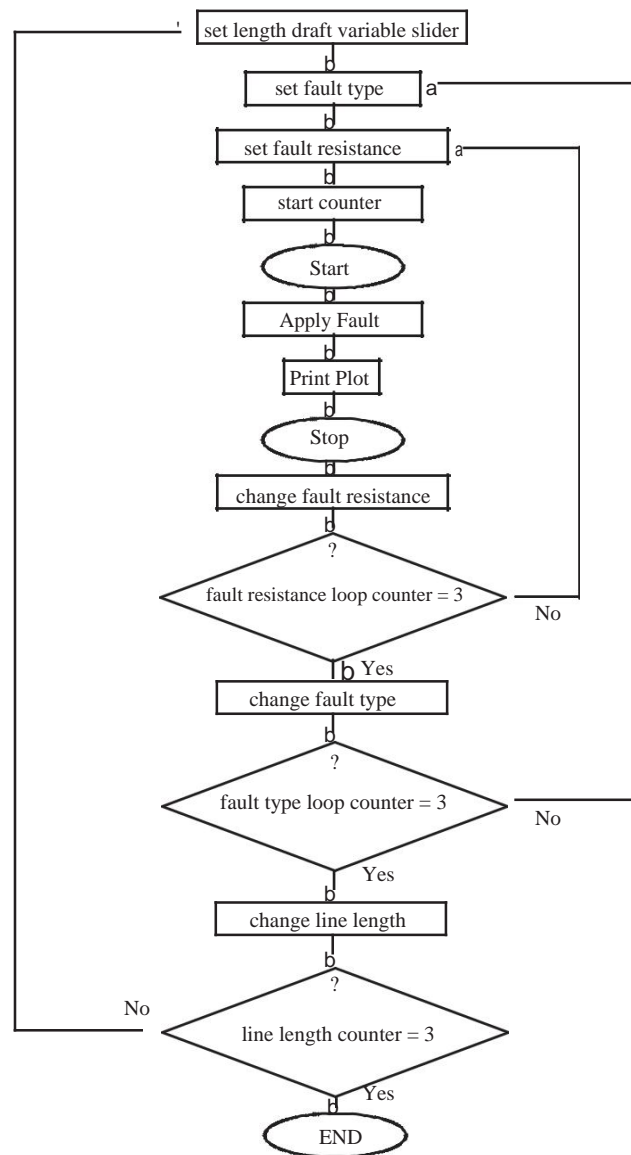 ' set length draft variable slider
b
set fault type a
b
set fault resistance a
b
start counter
b
Start
b
Apply Fault
b
Print Plot
b
Stop
b
change fault resistance
b
?
fault resistance loop counter = 3
No
b Yes
change fault type
b
?
fault type loop counter = 3
No
Yes
b
change line length
b
?
No
line length counter = 3
Yes
b
END